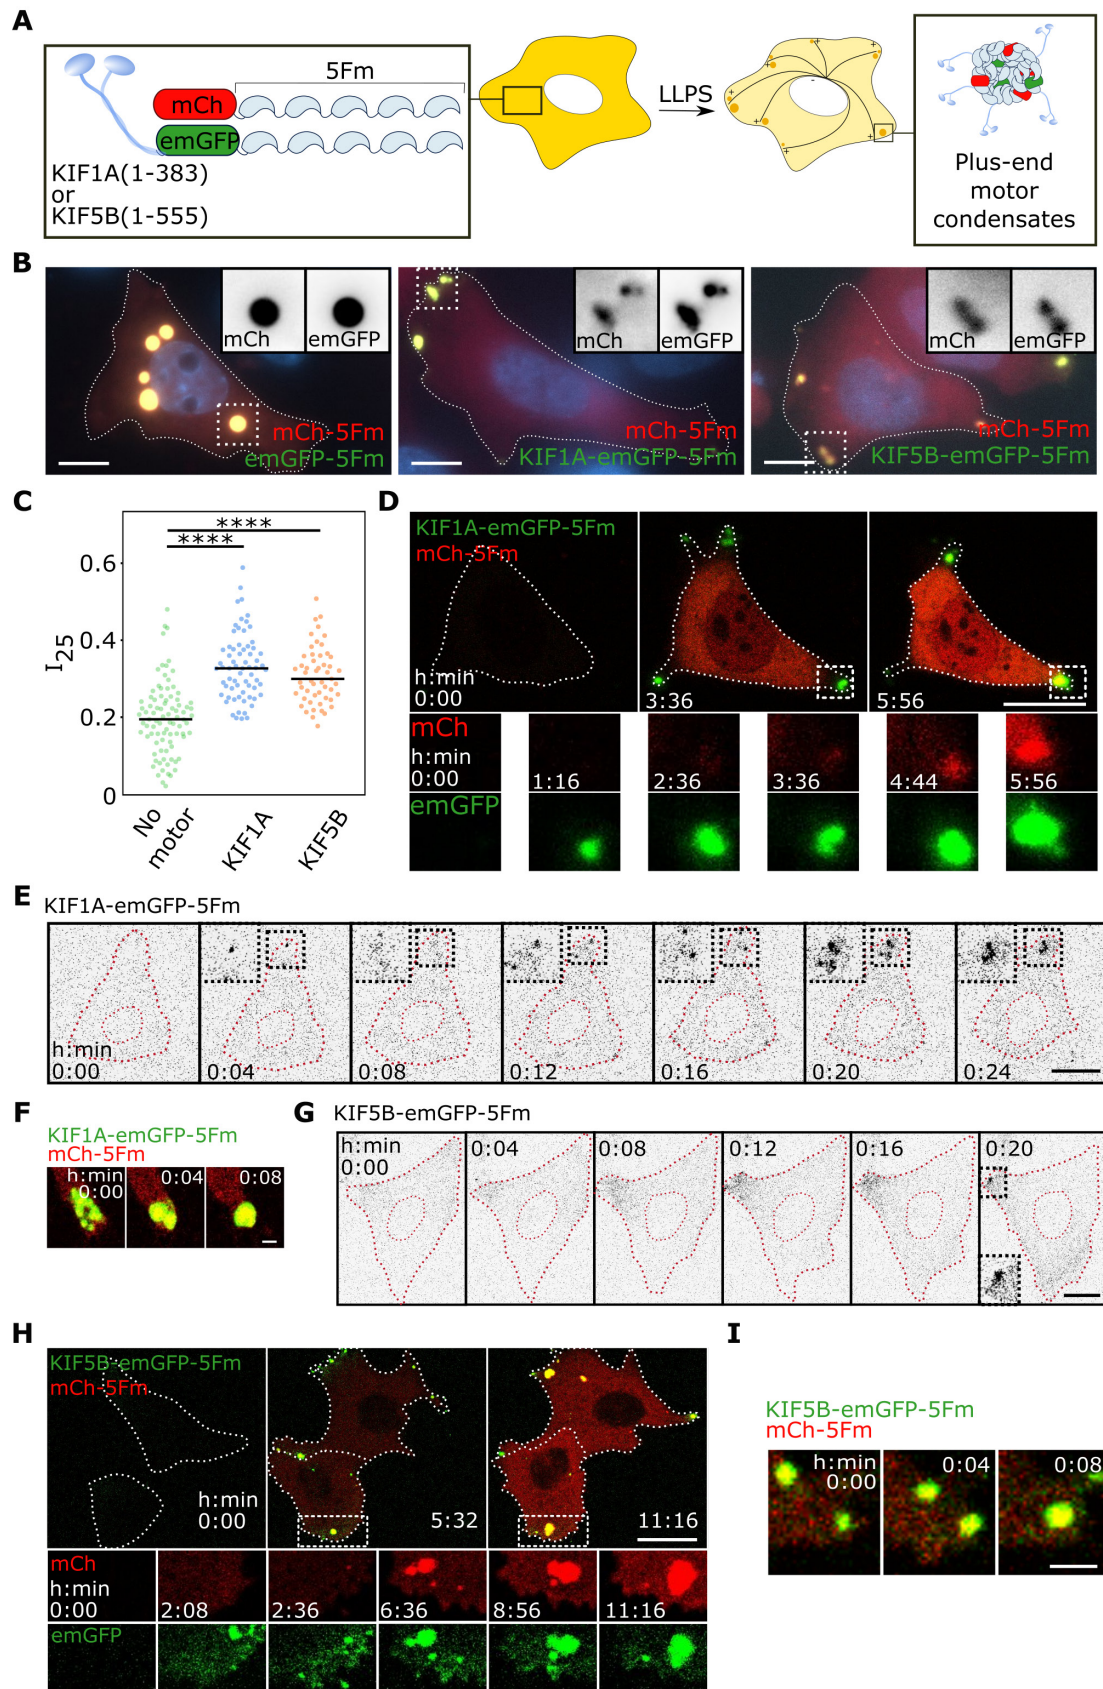 A
5Fm
mCh
emGFP
KIF1A(1-383)
or
KIF5B(1-555)
LLPS
+
+
+
+
+
+
+
-
Plus-end
motor
condensates
B
mCh
emGFP
mCh-5Fm
emGFP-5Fm
mCh
emGFP
mCh-5Fm
KIF1A-emGFP-5Fm
mCh
emGFP
mCh-5Fm
KIF5B-emGFP-5Fm
C
I25
0.6
0.4
0.2
0
****
****
No motor
KIF1A
KIF5B
D
KIF1A-emGFP-5Fm
mCh-5Fm
h:min
0:00
3:36
5:56
mCh
h:min
0:00
1:16
2:36
3:36
4:44
5:56
emGFP
E
KIF1A-emGFP-5Fm
h:min
0:00
0:04
0:08
0:12
0:16
0:20
0:24
F
KIF1A-emGFP-5Fm
mCh-5Fm
h:min
0:00
0:04
0:08
G
KIF5B-emGFP-5Fm
h:min
0:00
0:04
0:08
0:12
0:16
0:20
H
KIF5B-emGFP-5Fm
mCh-5Fm
h:min
0:00
5:32
11:16
mCh
h:min
0:00
2:08
2:36
6:36
8:56
11:16
emGFP
I
KIF5B-emGFP-5Fm
mCh-5Fm
h:min
0:00
0:04
0:08